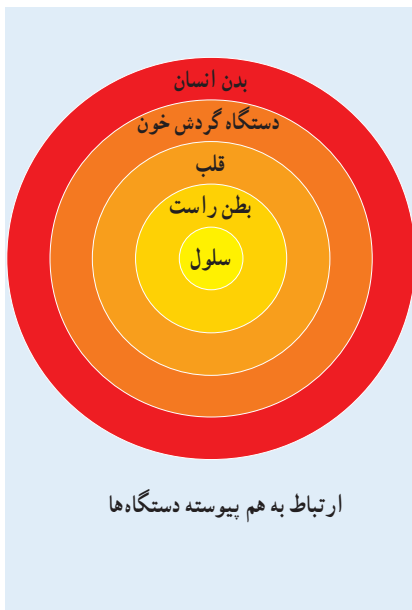 بدن انسان
دستگاه گردش خون
قلب
بطن راست
سلول
ارتباط به هم پیوسته دستگاه‌ها